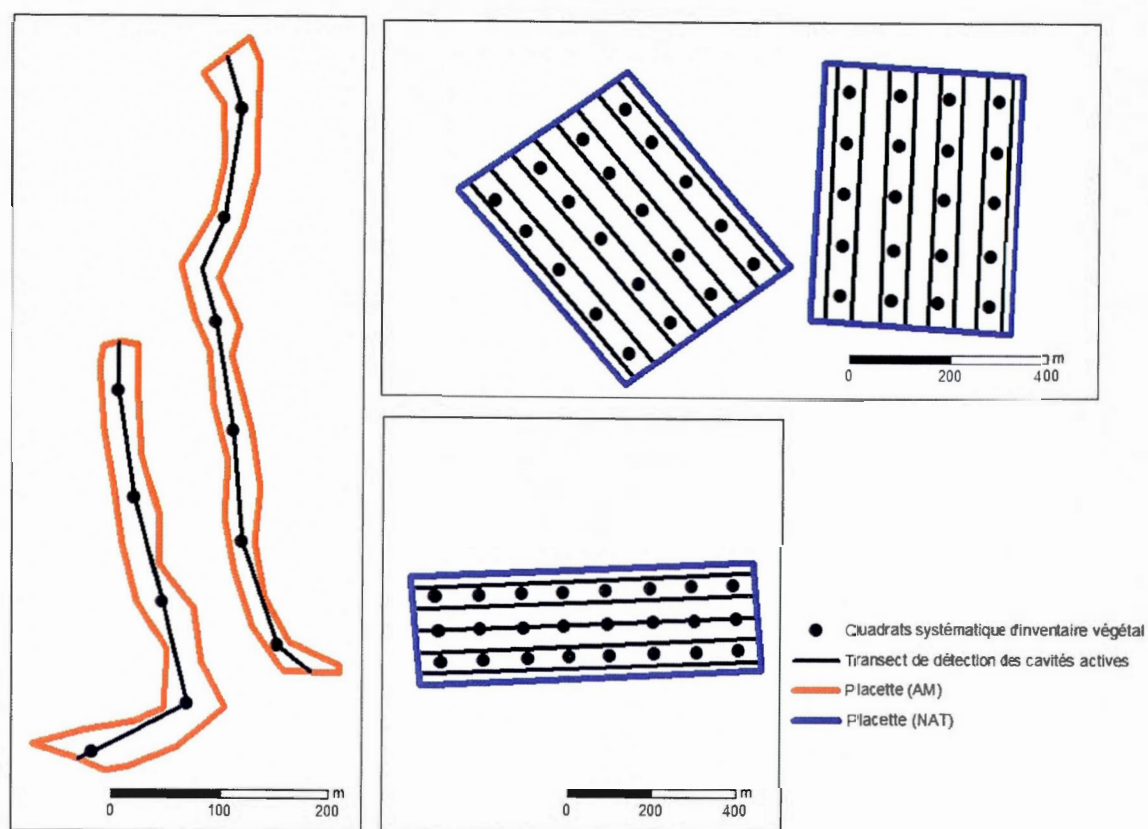 m
0 200 400
Quadrats systématique d'inventaire végétal
Transect de détection des cavités actives
Placette (AM)
Placette (NAT)
m
0 100 200
m
0 200 400